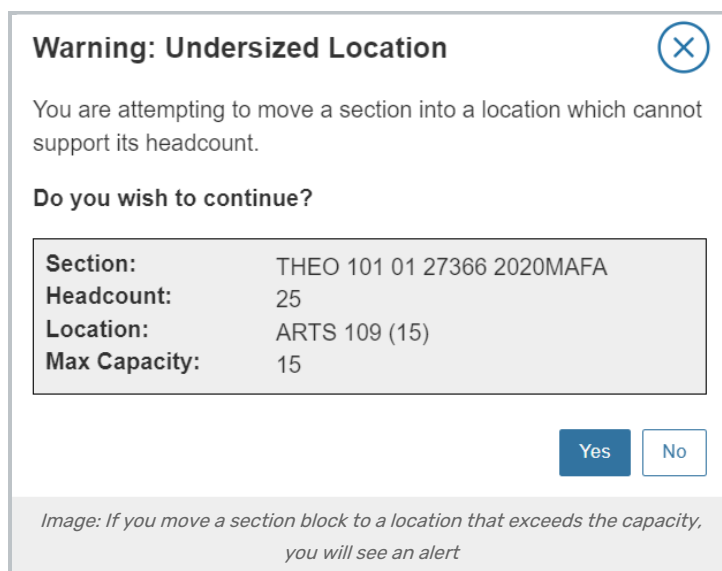 Warning: Undersized Location
You are attempting to move a section into a location which cannot
support its headcount.
Do you wish to continue?
Section: THEO 101 01 27366 2020MAFA
Headcount: 25
Location: ARTS 109 (15)
Max Capacity: 15
Yes No
Image: If you move a section block to a location that exceeds the capacity,
you will see an alert